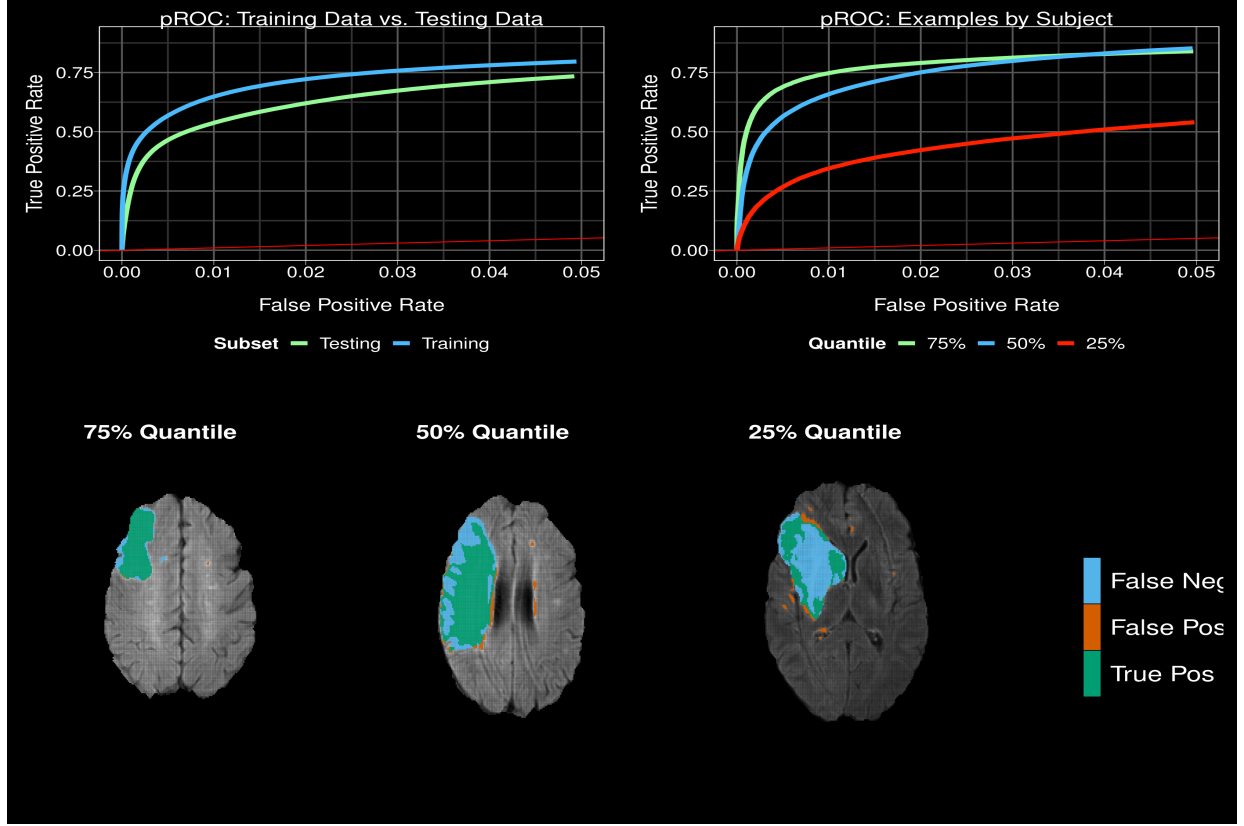 pROC: Training Data vs. Testing Data
True Positive Rate
0.75
0.50
0.25
0.00
0.00 0.01 0.02 0.03 0.04 0.05
False Positive Rate
Subset Testing Training
pROC: Examples by Subject
True Positive Rate
0.75
0.50
0.25
0.00
0.00 0.01 0.02 0.03 0.04 0.05
False Positive Rate
Quantile 75% 50% 25%
75% Quantile
50% Quantile
25% Quantile
False Neg
False Pos
True Pos